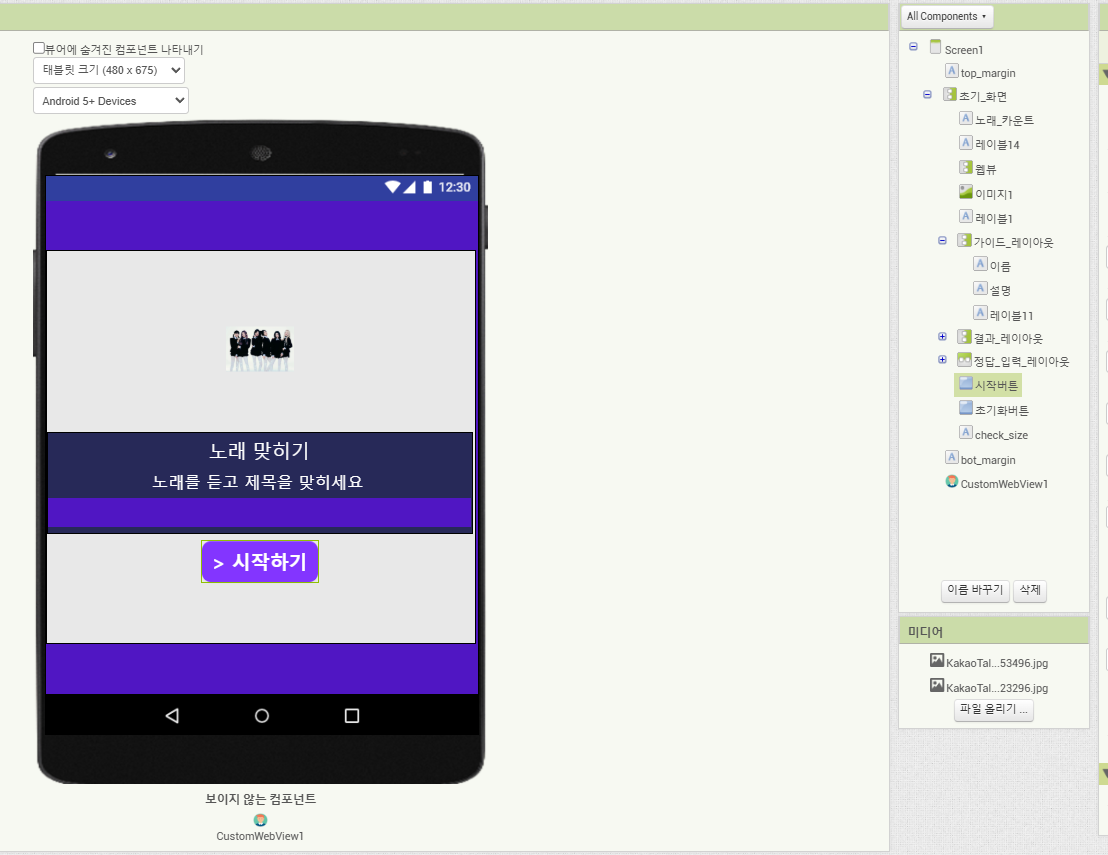 뷰어에 숨겨진 컴포넌트 나타내기
태블릿 크기 (480 x 675)
Android 5+ Devices
12:30
노래 맞히기
노래를 듣고 제목을 맞히세요
> 시작하기
보이지 않는 컴포넌트
CustomWebView1
All Components
Screen1
A top_margin
초기_화면
A 노래_카운트
A 레이블14
웹뷰
이미지1
A 레이블1
가이드_레이아웃
A 이름
A 설명
A 레이블11
결과_레이아웃
정답_입력_레이아웃
시작버튼
초기화버튼
A check_size
A bot_margin
CustomWebView1
이름 바꾸기 삭제
미디어
KakaoTal...53496.jpg
KakaoTal...23296.jpg
파일 올리기 ...